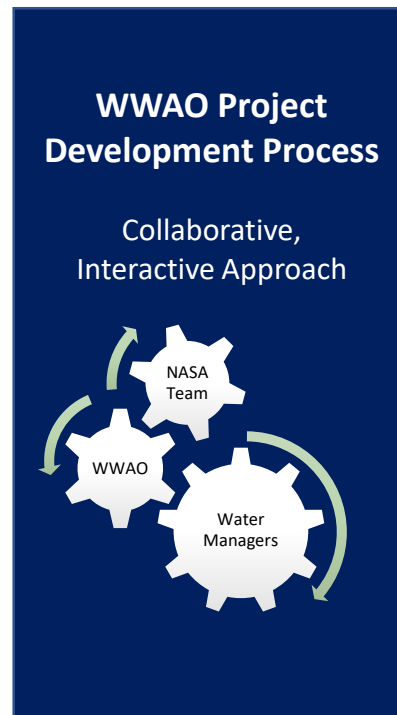 WWAO Project
Development Process
Collaborative,
Interactive Approach
NASA
Team
WWAO
Water
Managers